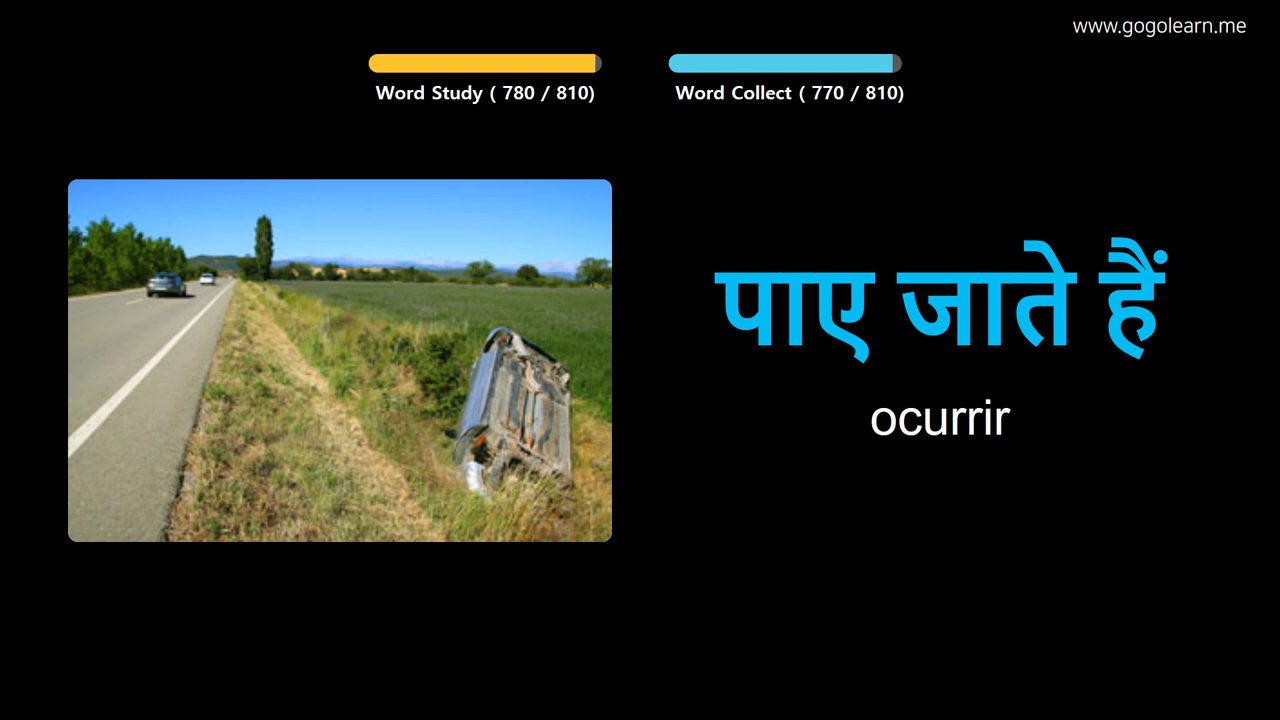 www.gogolearn.me
Word Study ( 780 / 810)
Word Collect ( 770 / 810)
पाए जाते हैं
ocurrir